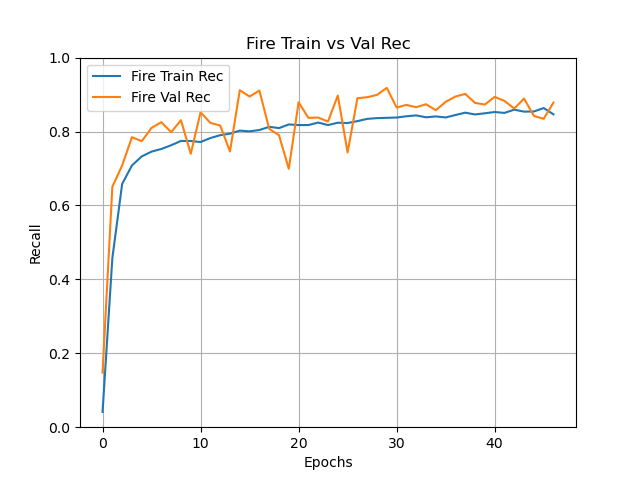 Fire Train vs Val Rec
Fire Train Rec
Fire Val Rec
1.0
0.8
0.6
0.4
0.2
0.0
Recall
0 10 20 30 40
Epochs